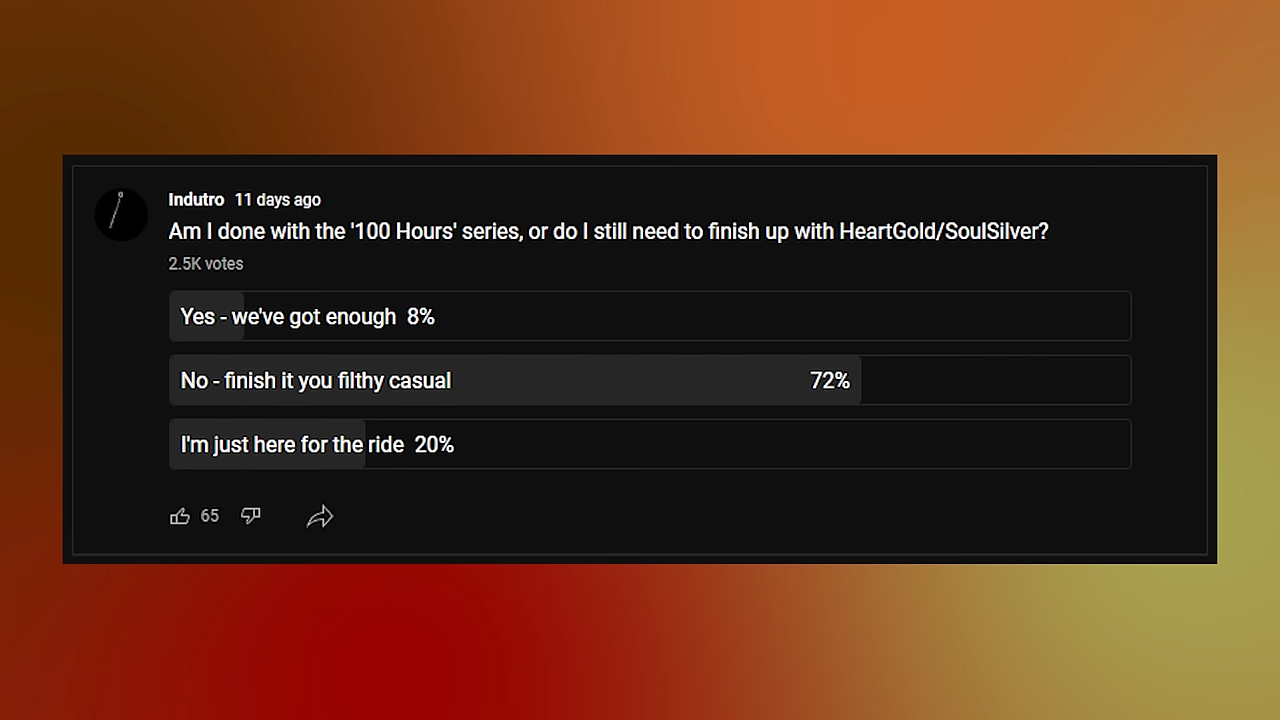 Indutro 11 days ago
Am I done with the '100 Hours' series, or do I still need to finish up with HeartGold/SoulSilver?
2.5K votes
Yes - we've got enough 8%
No - finish it you filthy casual 72%
I'm just here for the ride 20%
65